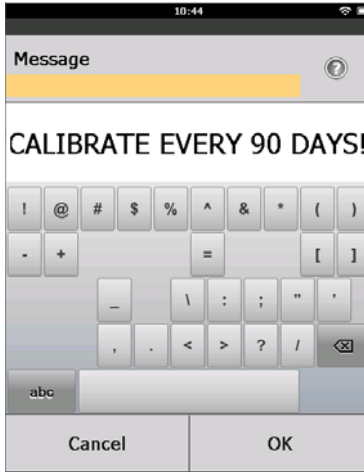 10:44
Message
?
CALIBRATE EVERY 90 DAYS!
! @ # $ % ^ & * ( )
- + = [ ]
_ \ : ; " '
, . < > ? /
abc
Cancel OK